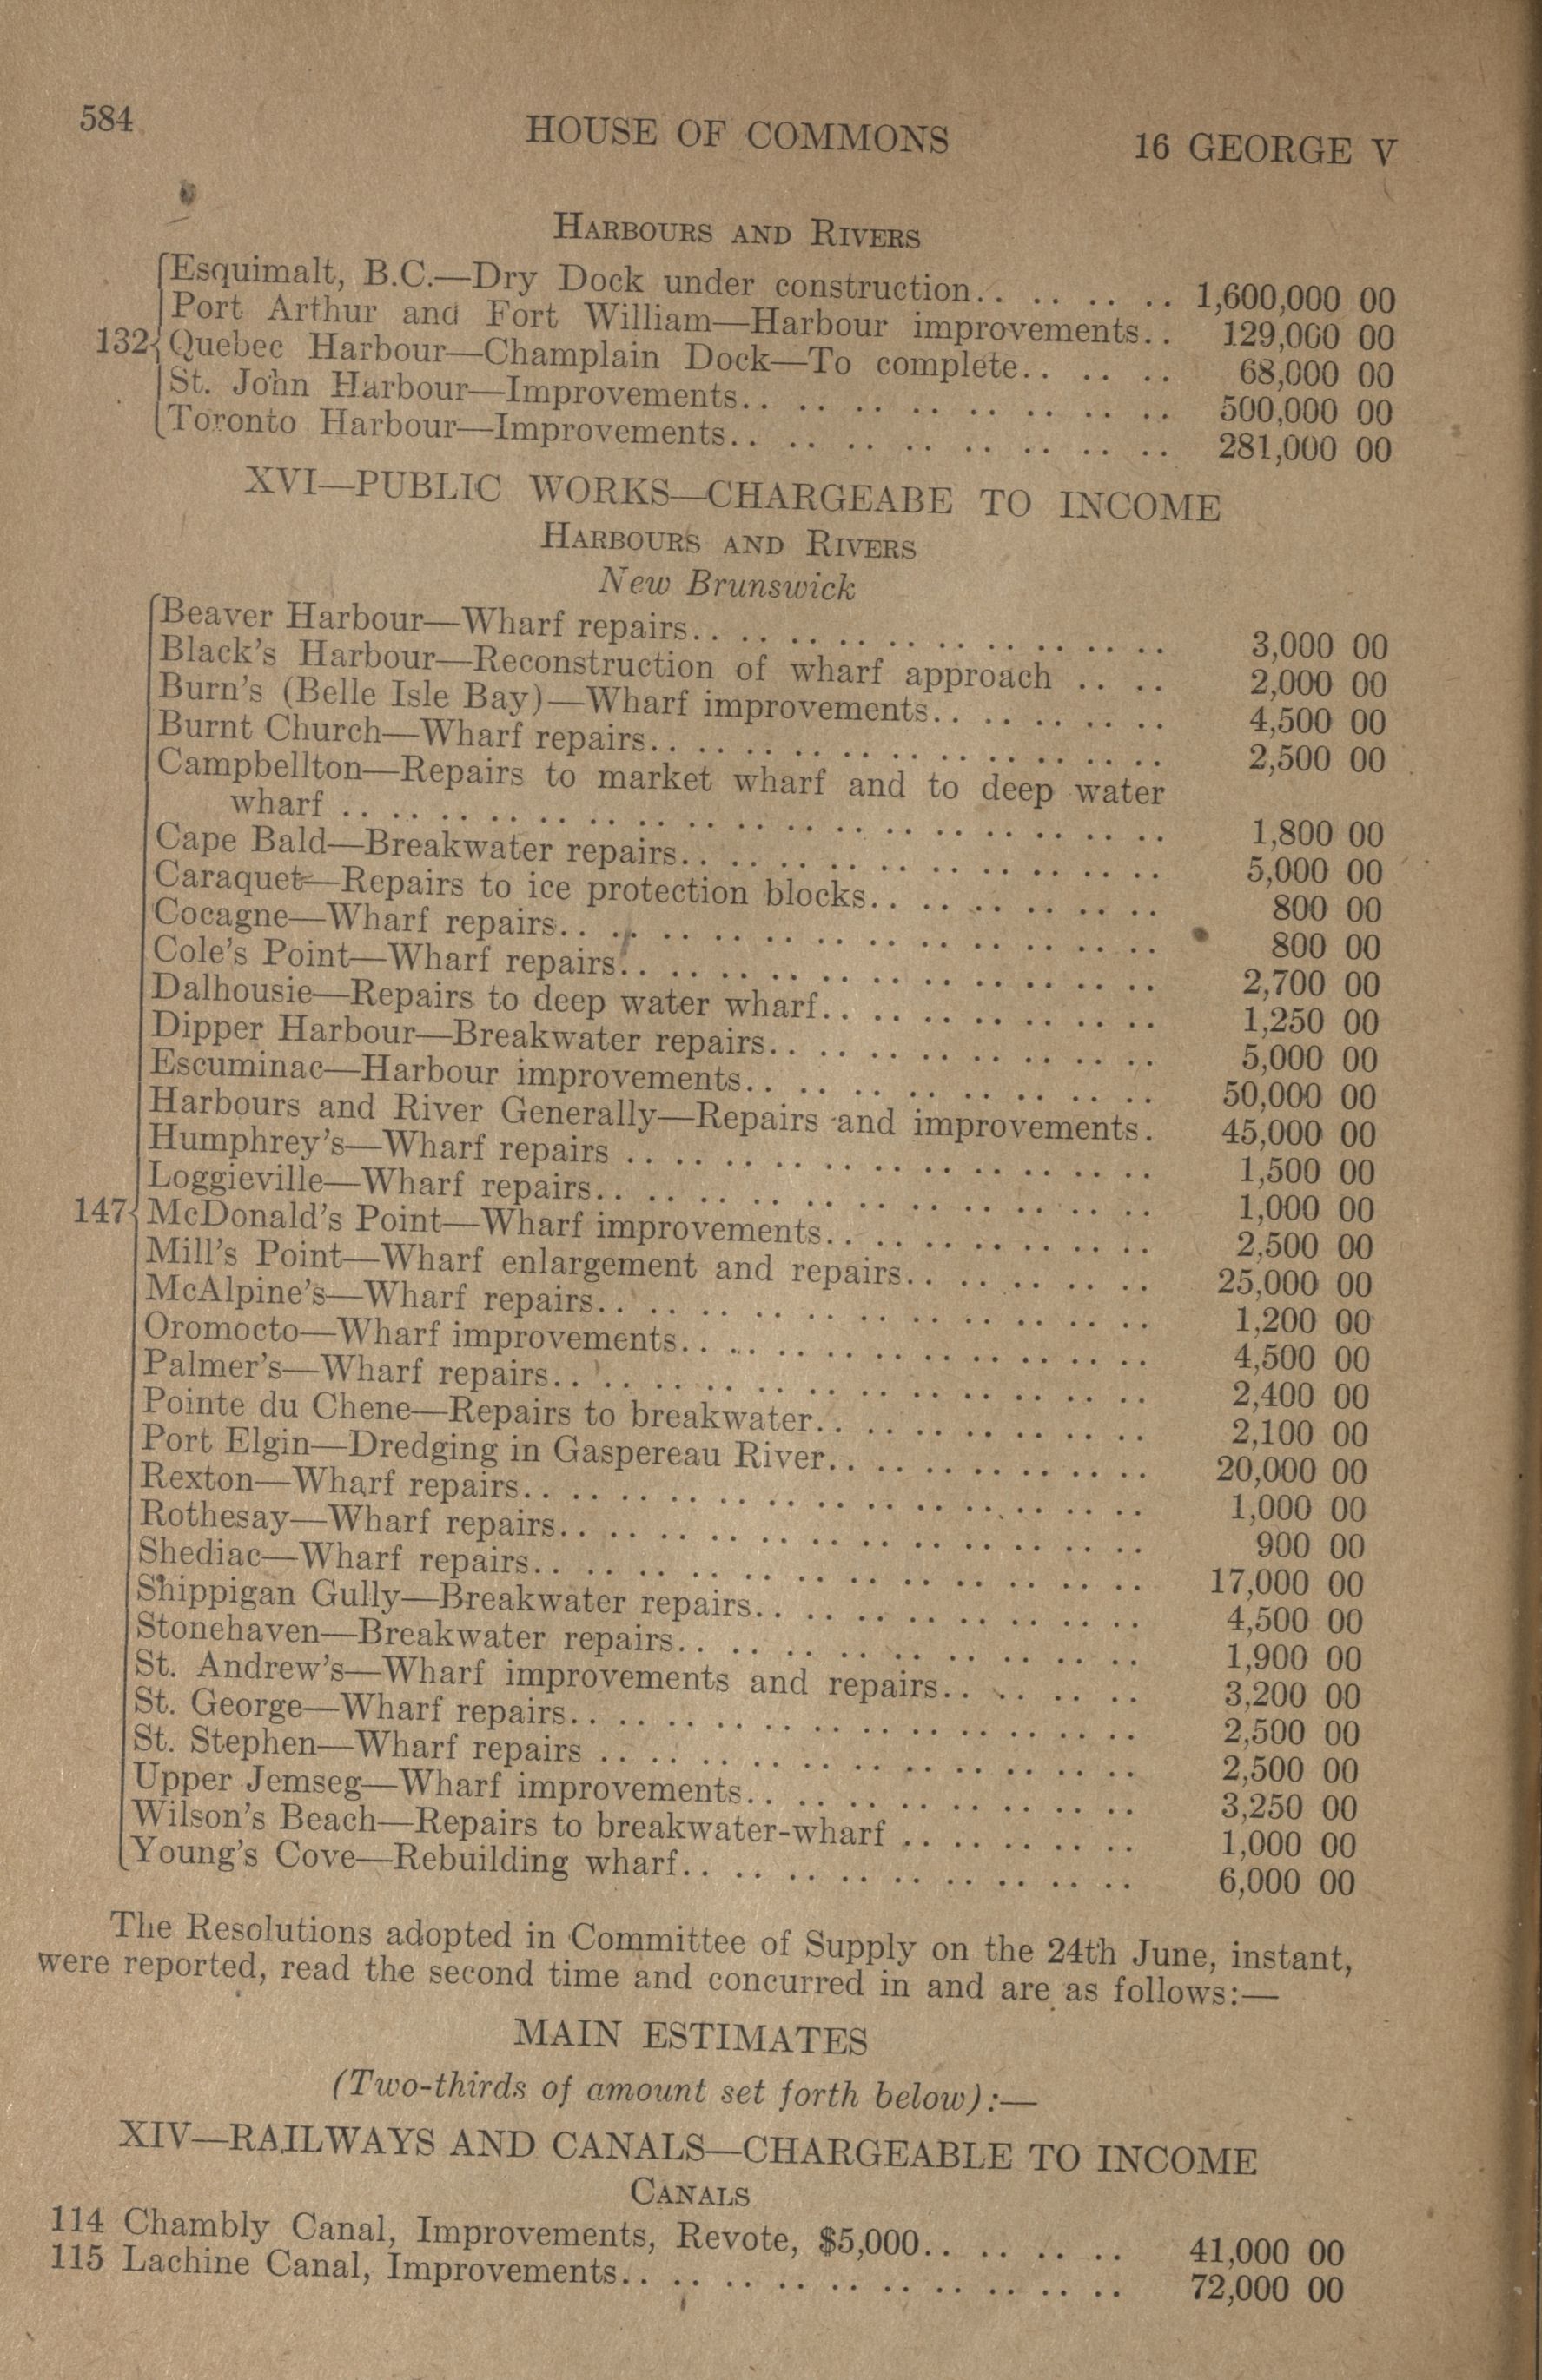 584
HOUSE OF COMMONS
16 GEORGE V
HARBOURS AND RIVERS
Esquimalt, B.C.—Dry Dock under construction.. .. .. .. 1,600,000 00
Port Arthur and Fort William—Harbour improvements.. 129,000 00
132 Quebec Harbour—Champlain Dock—To complete.. .. .. 68,000 00
St. John Harbour—Improvements.. .. .. .. .. .. .. .. 500,000 00
Toronto Harbour—Improvements.. .. .. .. .. .. .. .. 281,000 00
XVI—PUBLIC WORKS—CHARGEABE TO INCOME
HARBOURS AND RIVERS
New Brunswick
Beaver Harbour—Wharf repairs.. .. .. .. .. .. .. .. .. 3,000 00
Black's Harbour—Reconstruction of wharf approach .. .. 2,000 00
Burn's (Belle Isle Bay)—Wharf improvements.. .. .. .. .. 4,500 00
Burnt Church—Wharf repairs.. .. .. .. .. .. .. .. .. .. 2,500 00
Campbellton—Repairs to market wharf and to deep water
wharf .. .. .. .. .. .. .. .. .. .. .. .. .. .. .. .. 1,800 00
Cape Bald—Breakwater repairs.. .. .. .. .. .. .. .. .. 5,000 00
Caraquet—Repairs to ice protection blocks.. .. .. .. .. .. 800 00
Cocagne—Wharf repairs.. .. .. .. .. .. .. .. .. .. .. 800 00
Cole's Point—Wharf repairs.. .. .. .. .. .. .. .. .. .. 2,700 00
Dalhousie—Repairs to deep water wharf.. .. .. .. .. .. .. 1,250 00
Dipper Harbour—Breakwater repairs.. .. .. .. .. .. .. .. 5,000 00
Escuminac—Harbour improvements.. .. .. .. .. .. .. .. 50,000 00
Harbours and River Generally—Repairs and improvements. 45,000 00
Humphrey's—Wharf repairs .. .. .. .. .. .. .. .. .. .. 1,500 00
Loggieville—Wharf repairs.. .. .. .. .. .. .. .. .. .. .. 1,000 00
147 McDonald's Point—Wharf improvements.. .. .. .. .. .. .. 2,500 00
Mill's Point—Wharf enlargement and repairs.. .. .. .. .. 25,000 00
McAlpine's—Wharf repairs.. .. .. .. .. .. .. .. .. .. .. 1,200 00
Oromocto—Wharf improvements.. .. .. .. .. .. .. .. .. 4,500 00
Palmer's—Wharf repairs.. .. .. .. .. .. .. .. .. .. .. 2,400 00
Pointe du Chene—Repairs to breakwater.. .. .. .. .. .. .. 2,100 00
Port Elgin—Dredging in Gaspereau River.. .. .. .. .. .. .. 20,000 00
Rexton—Wharf repairs.. .. .. .. .. .. .. .. .. .. .. .. 1,000 00
Rothesay—Wharf repairs.. .. .. .. .. .. .. .. .. .. .. 900 00
Shediac—Wharf repairs.. .. .. .. .. .. .. .. .. .. .. .. 17,000 00
Shippigan Gully—Breakwater repairs.. .. .. .. .. .. .. .. 4,500 00
Stonehaven—Breakwater repairs.. .. .. .. .. .. .. .. .. 1,900 00
St. Andrew's—Wharf improvements and repairs.. .. .. .. 3,200 00
St. George—Wharf repairs.. .. .. .. .. .. .. .. .. .. .. 2,500 00
St. Stephen—Wharf repairs .. .. .. .. .. .. .. .. .. .. .. 2,500 00
Upper Jemseg—Wharf improvements.. .. .. .. .. .. .. .. 3,250 00
Wilson's Beach—Repairs to breakwater-wharf .. .. .. .. .. 1,000 00
Young's Cove—Rebuilding wharf.. .. .. .. .. .. .. .. .. 6,000 00
The Resolutions adopted in Committee of Supply on the 24th June, instant,
were reported, read the second time and concurred in and are as follows:—
MAIN ESTIMATES
(Two-thirds of amount set forth below):—
XIV—RAILWAYS AND CANALS—CHARGEABLE TO INCOME
CANALS
114 Chambly Canal, Improvements, Revote, $5,000.. .. .. .. 41,000 00
115 Lachine Canal, Improvements.. .. .. .. .. .. .. .. .. .. 72,000 00